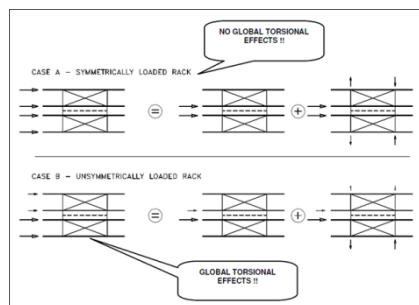 NO GLOBAL TORSIONAL
EFFECTS !!
CASE A - SYMMETRICALLY LOADED RACK
=
+
CASE B - UNSYMMETRICALLY LOADED RACK
=
+
GLOBAL TORSIONAL
EFFECTS !!